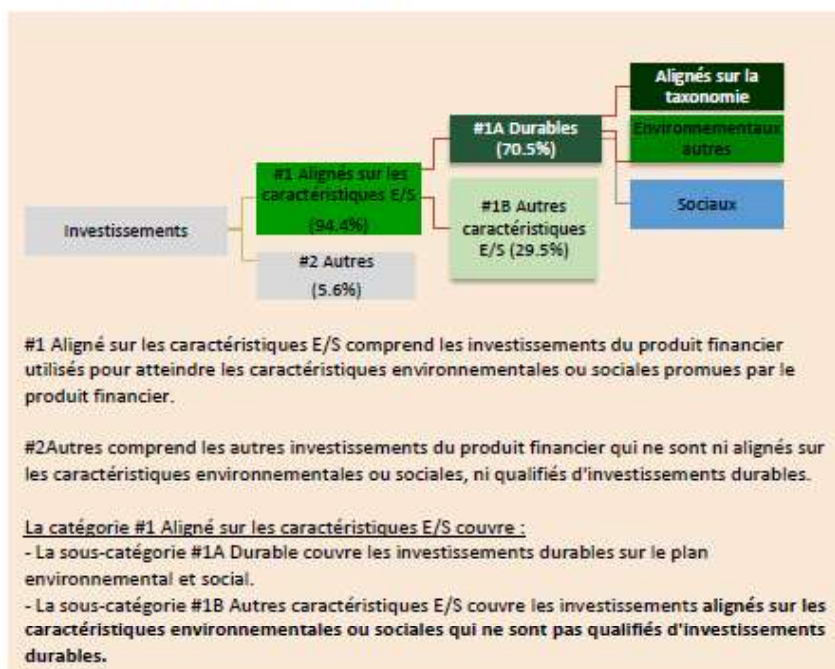 Alignés sur la
taxonomie
#1A Durables
(70.5%)
Environnementaux
autres
#1 Alignés sur les
caractéristiques E/S
(94.4%)
#1B Autres
caractéristiques
E/S (29.5%)
Sociaux
Investissements
#2 Autres
(5.6%)
#1 Aligné sur les caractéristiques E/S comprend les investissements du produit financier
utilisés pour atteindre les caractéristiques environnementales ou sociales promues par le
produit financier.
#2Autres comprend les autres investissements du produit financier qui ne sont ni alignés sur
les caractéristiques environnementales ou sociales, ni qualifiés d'investissements durables.
La catégorie #1 Aligné sur les caractéristiques E/S couvre :
- La sous-catégorie #1A Durable couvre les investissements durables sur le plan
environnemental et social.
- La sous-catégorie #1B Autres caractéristiques E/S couvre les investissements alignés sur les
caractéristiques environnementales ou sociales qui ne sont pas qualifiés d'investissements
durables.